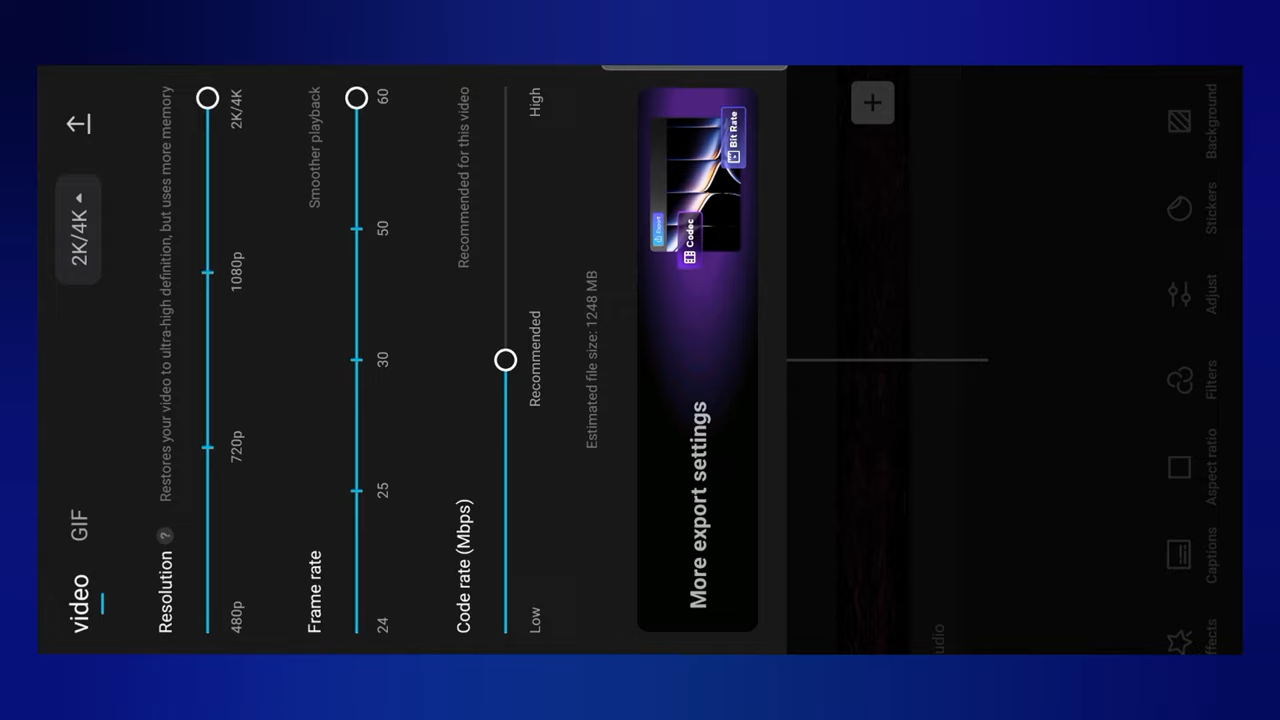 video GIF 2K/4K
Resolution ? Restores your video to ultra-high definition, but uses more memory
480p 720p 1080p 2K/4K
Frame rate Smoother playback
24 25 30 50 60
Code rate (Mbps) Recommended for this video
Low Recommended High
Estimated file size: 1248 MB
More export settings
Export
Codec
Bit Rate
udio
ffects Captions Aspect ratio Filters Adjust Stickers Background